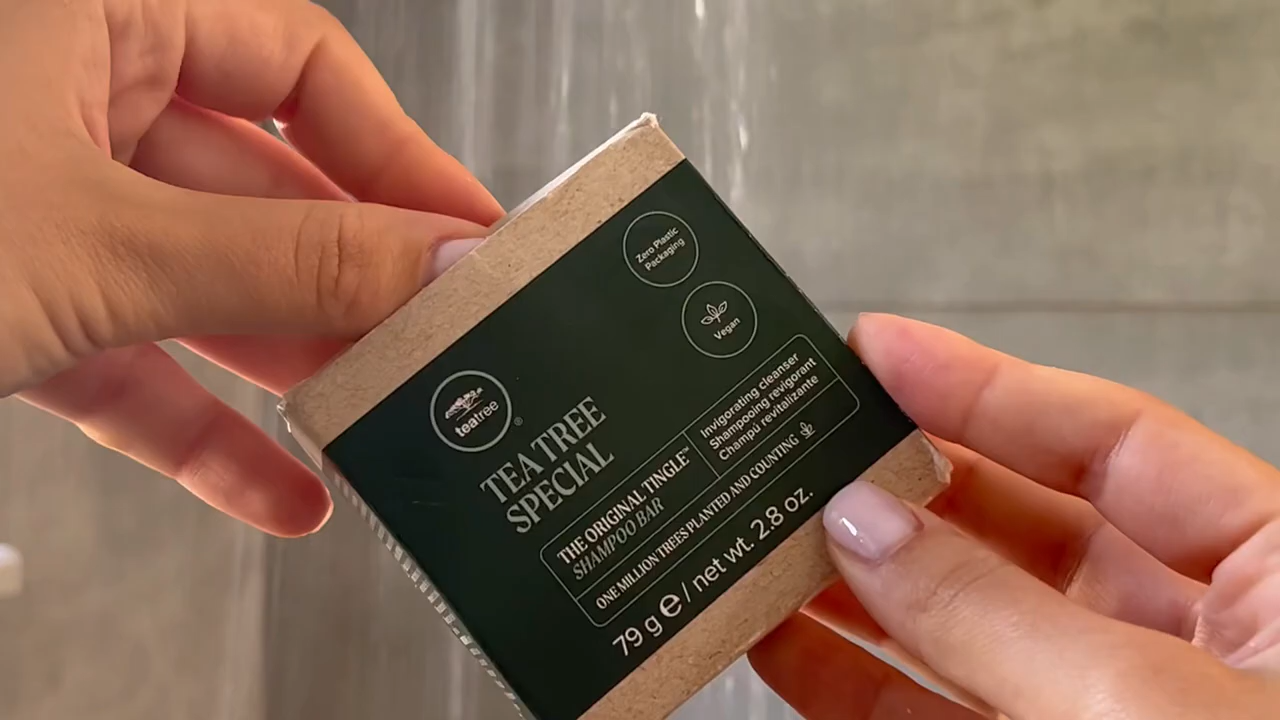 Zero Plastic
Packaging
Vegan
teatree®
TEA TREE
SPECIAL
THE ORIGINAL TINGLE™
SHAMPOO BAR
Invigorating cleanser
Shampooing revigorant
Champú revitalizante
ONE MILLION TREES PLANTED AND COUNTING
79 g ℮ / net wt. 2.8 oz.